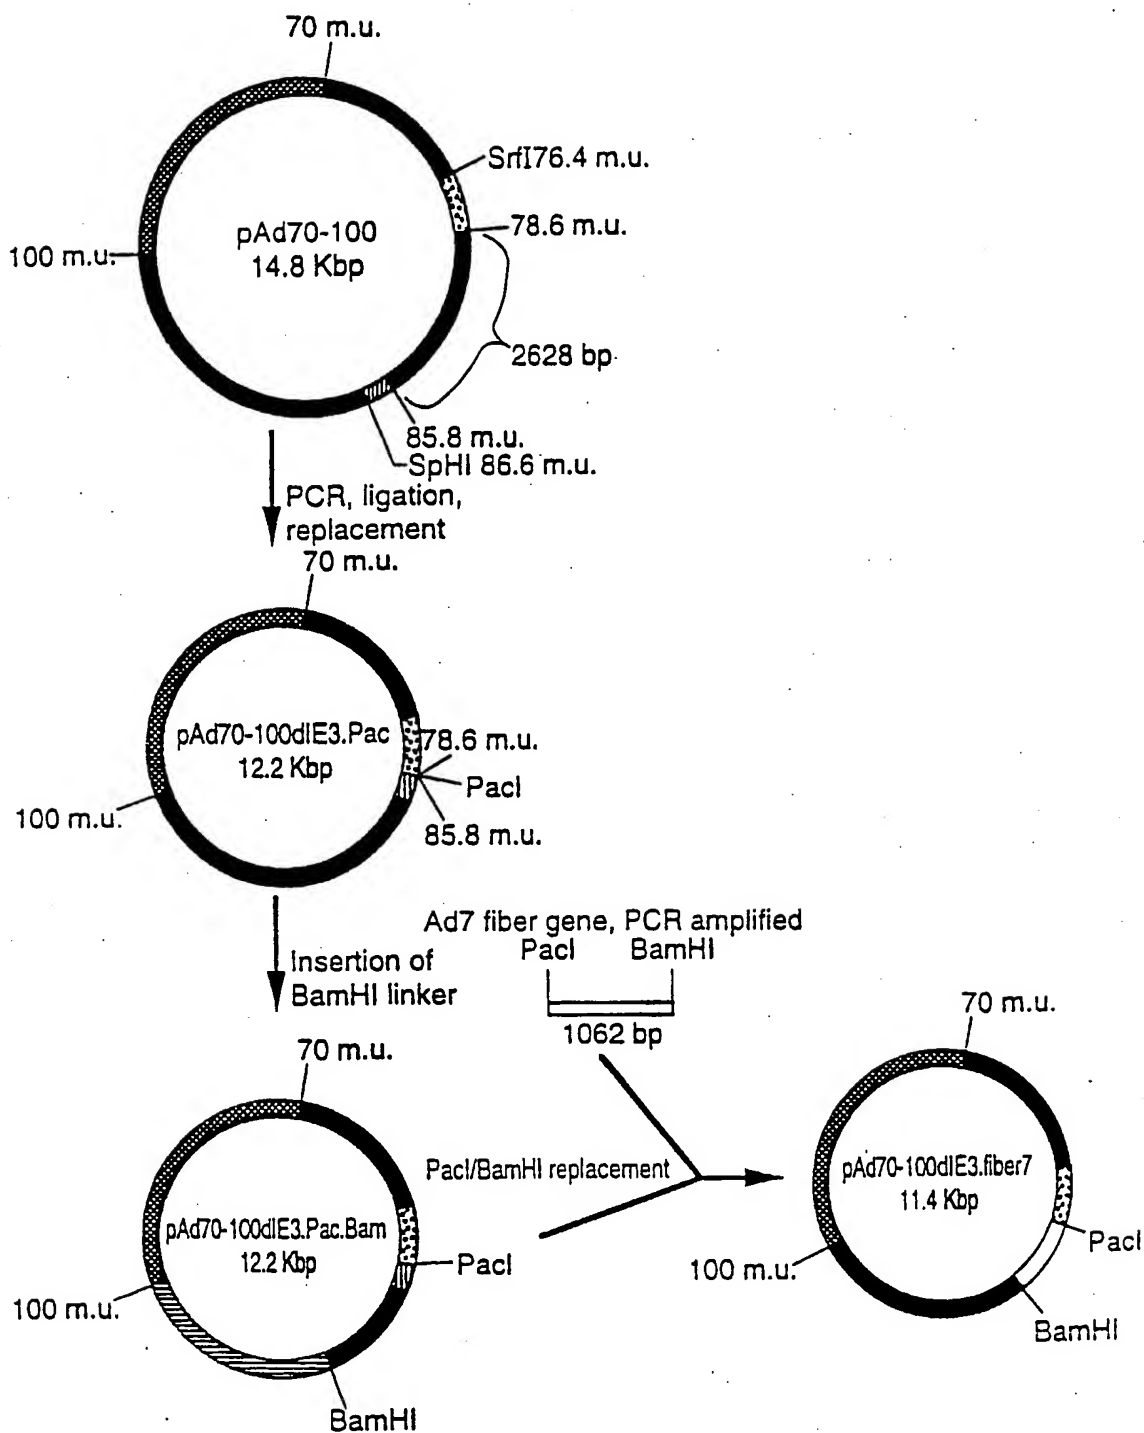 70 m.u.
SrfI76.4 m.u.
78.6 m.u.
pAd70-100
14.8 Kbp
100 m.u.
2628 bp
85.8 m.u.
SpHI 86.6 m.u.
PCR, ligation,
replacement
70 m.u.
pAd70-100dlE3.Pac
12.2 Kbp
78.6 m.u.
PacI
100 m.u.
85.8 m.u.
Ad7 fiber gene, PCR amplified
PacI BamHI
1062 bp
Insertion of
BamHI linker
70 m.u.
70 m.u.
PacI/BamHI replacement
pAd70-100dlE3.Pac.Bam
12.2 Kbp
PacI
100 m.u.
BamHI
pAd70-100dlE3.fiber7
11.4 Kbp
PacI
100 m.u.
BamHI